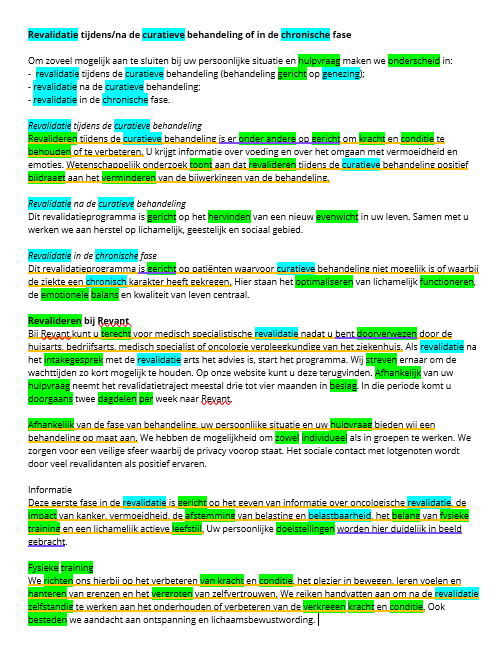 Revalidatie tijdens/na de curatieve behandeling of in de chronische fase
Om zoveel mogelijk aan te sluiten bij uw persoonlijke situatie en hulpvraag maken we onderscheid in:
- revalidatie tijdens de curatieve behandeling (behandeling gericht op genezing);
- revalidatie na de curatieve behandeling;
- revalidatie in de chronische fase.
Revalidatie tijdens de curatieve behandeling
Revalideren tijdens de curatieve behandeling is er onder andere op gericht om kracht en conditie te
behouden of te verbeteren. U krijgt informatie over voeding en over het omgaan met vermoeidheid en
emoties. Wetenschappelijk onderzoek toont aan dat revalideren tijdens de curatieve behandeling positief
bijdraagt aan het verminderen van de bijwerkingen van de behandeling.
Revalidatie na de curatieve behandeling
Dit revalidatieprogramma is gericht op het hervinden van een nieuw evenwicht in uw leven. Samen met u
werken we aan herstel op lichamelijk, geestelijk en sociaal gebied.
Revalidatie in de chronische fase
Dit revalidatieprogramma is gericht op patiënten waarvoor curatieve behandeling niet mogelijk is of waarbij
de ziekte een chronisch karakter heeft gekregen. Hier staan het optimaliseren van lichamelijk functioneren,
de emotionele balans en kwaliteit van leven centraal.
Revalideren bij Revant
Bij Revant kunt u terecht voor medisch specialistische revalidatie nadat u bent doorverwezen door de
huisarts, bedrijfsarts, medisch specialist of oncologie verpleegkundige van het ziekenhuis. Als revalidatie na
het intakegesprek met de revalidatie arts het advies is, start het programma. Wij streven ernaar om de
wachttijden zo kort mogelijk te houden. Op onze website kunt u deze terugvinden. Afhankelijk van uw
hulpvraag neemt het revalidatietraject meestal drie tot vier maanden in beslag. In die periode komt u
doorgaans twee dagdelen per week naar Revant.
Afhankelijk van de fase van behandeling, uw persoonlijke situatie en uw hulpvraag bieden wij een
behandeling op maat aan. We hebben de mogelijkheid om zowel individueel als in groepen te werken. We
zorgen voor een veilige sfeer waarbij de privacy voorop staat. Het sociale contact met lotgenoten wordt
door veel revalidanten als positief ervaren.
Informatie
Deze eerste fase in de revalidatie is gericht op het geven van informatie over oncologische revalidatie, de
impact van kanker, vermoeidheid, de afstemming van belasting en belastbaarheid, het belang van fysieke
training en een lichamelijk actieve leefstijl. Uw persoonlijke doelstellingen worden hier duidelijk in beeld
gebracht.
Fysieke training
We richten ons hierbij op het verbeteren van kracht en conditie, het plezier in bewegen, leren voelen en
hanteren van grenzen en het vergroten van zelfvertrouwen. We reiken handvatten aan om na de revalidatie
zelfstandig te werken aan het onderhouden of verbeteren van de verkregen kracht en conditie. Ook
besteden we aandacht aan ontspanning en lichaamsbewustwording.